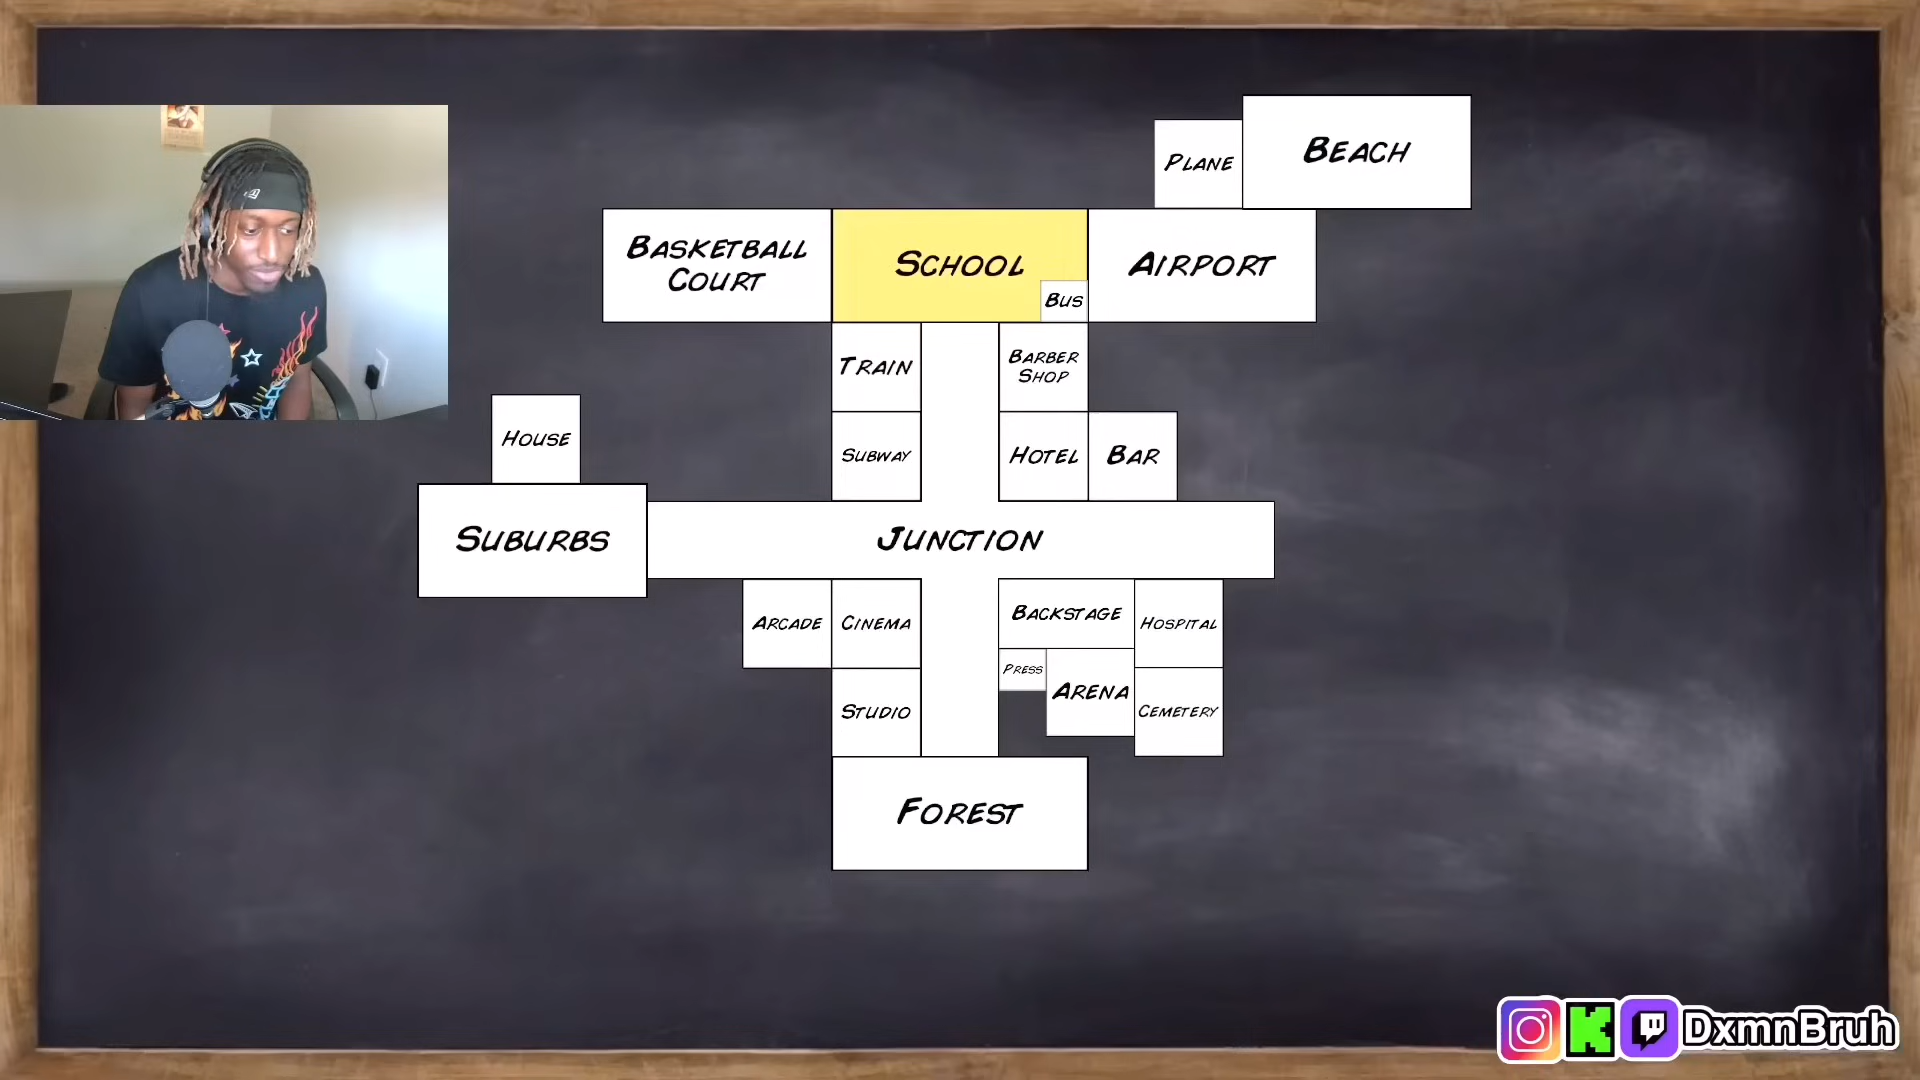 Plane
Beach
Basketball
Court
School
Bus
Airport
Train
Barber
Shop
House
Subway
Hotel
Bar
Suburbs
Junction
Arcade
Cinema
Backstage
Hospital
Press
Arena
Studio
Cemetery
Forest
DxmnBruh